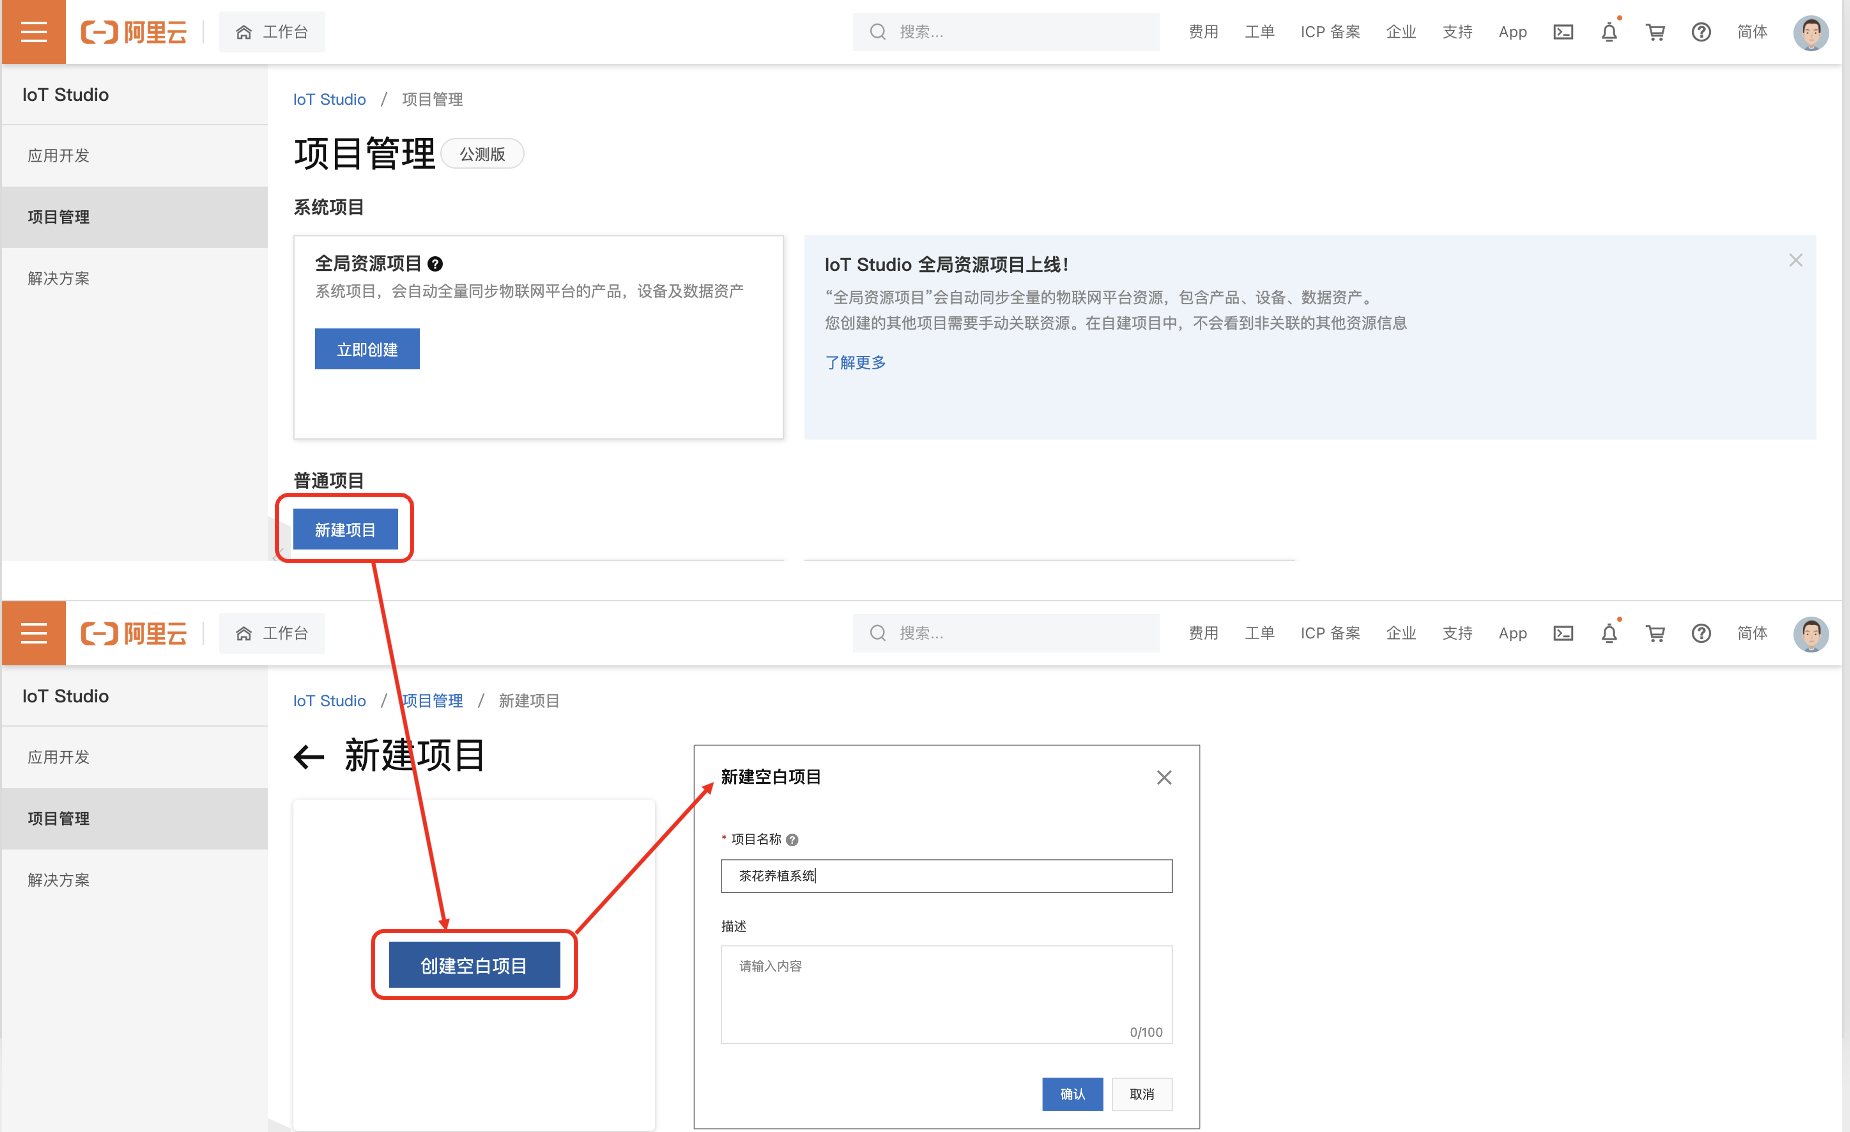 阿里云
工作台
搜索...
费用 工单 ICP 备案 企业 支持 App 简体
IoT Studio
应用开发
项目管理
解决方案
IoT Studio / 项目管理
项目管理 公测版
系统项目
全局资源项目
系统项目，会自动全量同步物联网平台的产品，设备及数据资产
立即创建
IoT Studio 全局资源项目上线！
“全局资源项目”会自动同步全量的物联网平台资源，包含产品、设备、数据资产。
您创建的其他项目需要手动关联资源。在自建项目中，不会看到非关联的其他资源信息
了解更多
普通项目
新建项目
阿里云
工作台
搜索...
费用 工单 ICP 备案 企业 支持 App 简体
IoT Studio
应用开发
项目管理
解决方案
IoT Studio / 项目管理 / 新建项目
新建项目
创建空白项目
新建空白项目
* 项目名称
茶花养植系统
描述
请输入内容
0/100
确认 取消